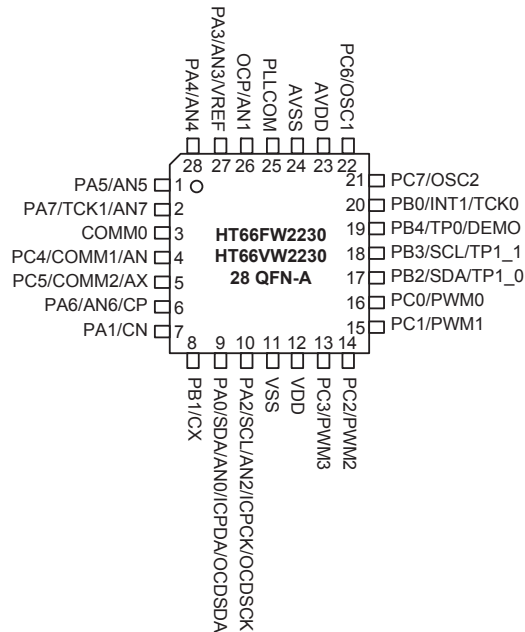 PA4/AN4
PA3/AN3/VREF
OCP/AN1
PLLCOM
AVSS
AVDD
PC6/OSC1
28
27
26
25
24
23
22
PA5/AN5
1
PA7/TCK1/AN7
2
COMM0
3
PC4/COMM1/AN
4
PC5/COMM2/AX
5
PA6/AN6/CP
6
PA1/CN
7
HT66FW2230
HT66VW2230
28 QFN-A
21
PC7/OSC2
20
PB0/INT1/TCK0
19
PB4/TP0/DEMO
18
PB3/SCL/TP1_1
17
PB2/SDA/TP1_0
16
PC0/PWM0
15
PC1/PWM1
8
9
10
11
12
13
14
PB1/CX
PA0/SDA/AN0/ICPDA/OCDSDA
PA2/SCL/AN2/ICPCK/OCDSCK
VSS
VDD
PC3/PWM3
PC2/PWM2